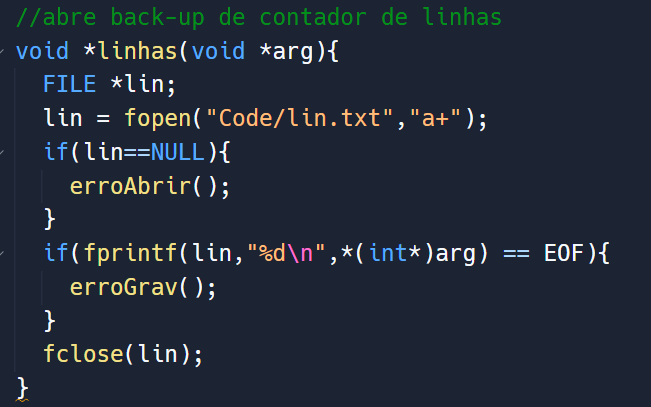 //abre back-up de contador de linhas
void *linhas(void *arg){
FILE *lin;
lin = fopen("Code/lin.txt","a+");
if(lin==NULL){
erroAbrir();
}
if(fprintf(lin,"%d\n",*(int*)arg) == EOF){
erroGrav();
}
fclose(lin);
}